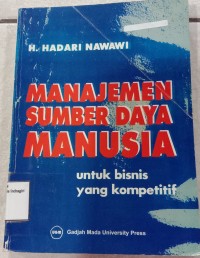 H. HADARI NAWAWI
MANAJEMEN
SUMBER DAYA
MANUSIA
untuk bisnis
yang kompetitif
Gadjah Mada University Press